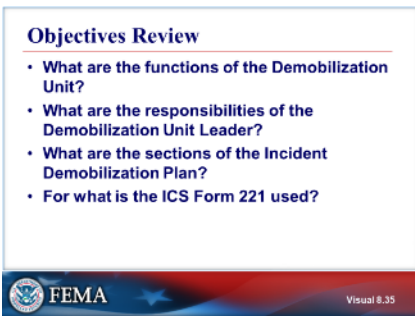 Objectives Review
• What are the functions of the Demobilization
Unit?
• What are the responsibilities of the
Demobilization Unit Leader?
• What are the sections of the Incident
Demobilization Plan?
• For what is the ICS Form 221 used?
FEMA
Visual 8.35